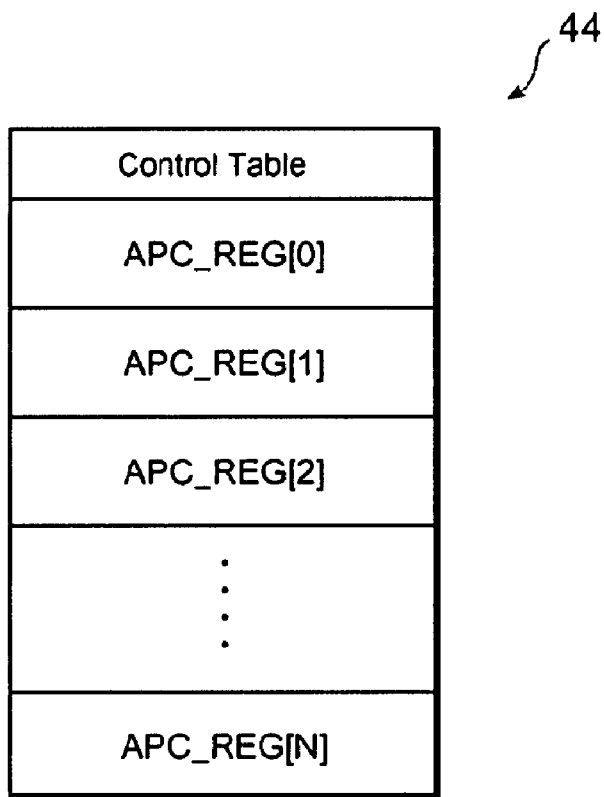 44
Control Table
APC_REG[0]
APC_REG[1]
APC_REG[2]
APC_REG[N]